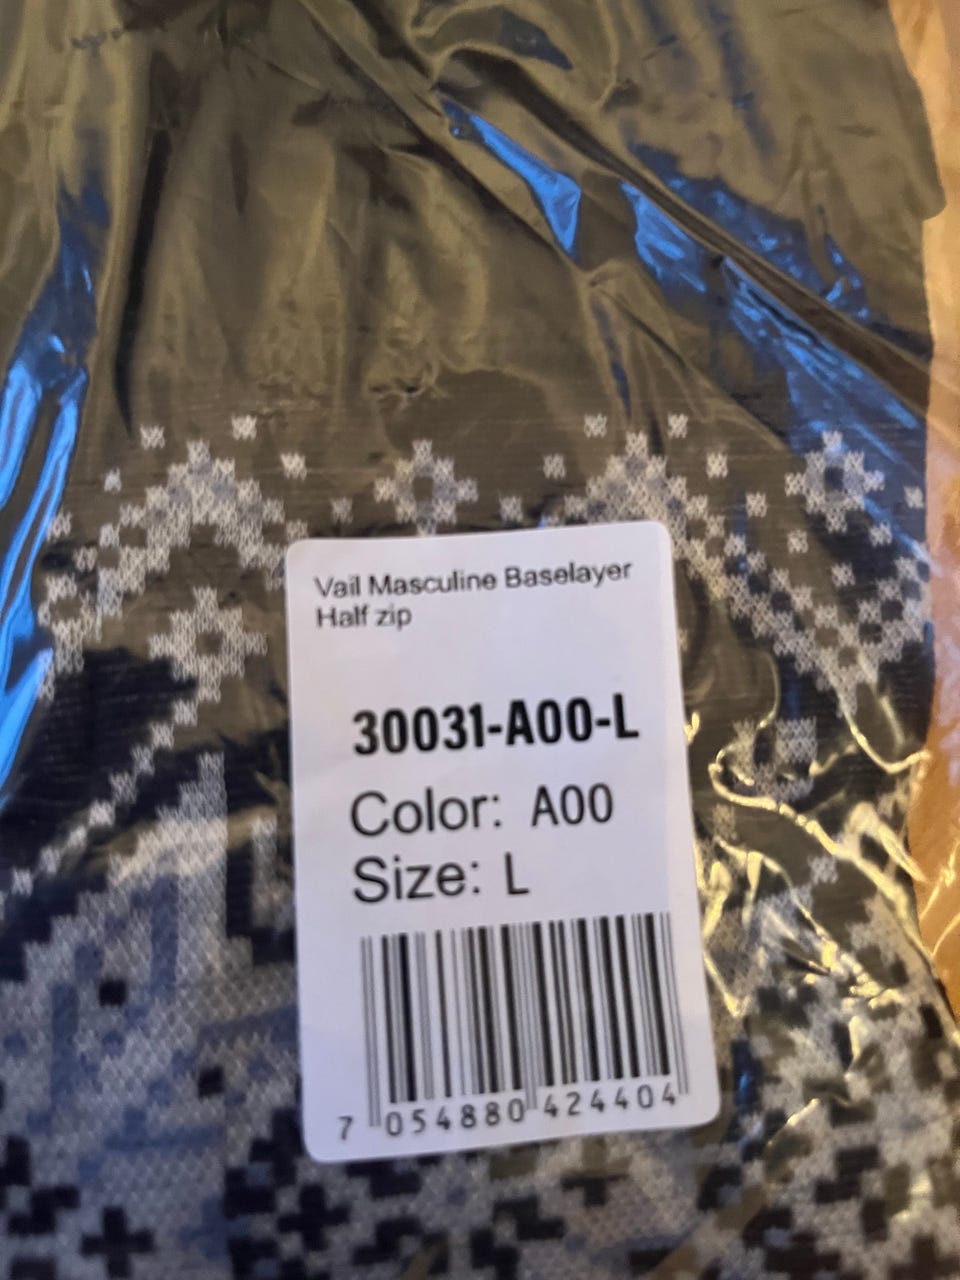 Vail Masculine Baselayer
Half zip
30031-A00-L
Color: A00
Size: L
7 054880 424404